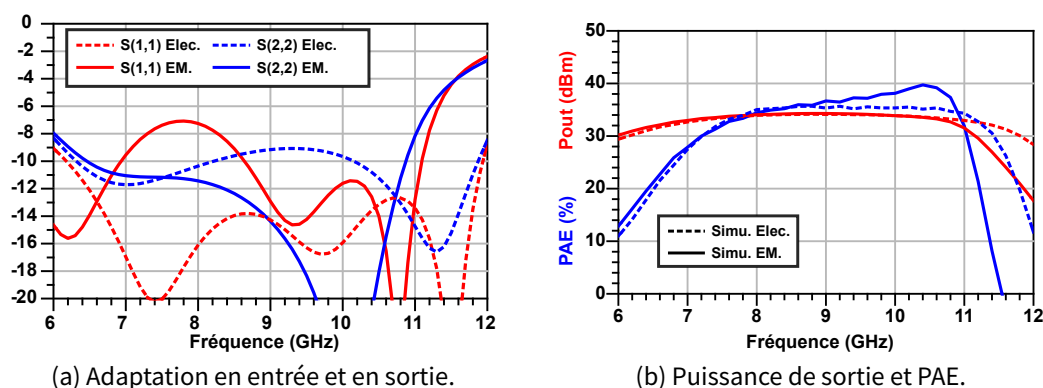 0
-2
-4
-6
-8
-10
-12
-14
-16
-18
-20
S(1,1) Elec. S(2,2) Elec.
S(1,1) EM. S(2,2) EM.
6 7 8 9 10 11 12
Fréquence (GHz)
(a) Adaptation en entrée et en sortie.
PAE (%) Pout (dBm)
50
40
30
20
10
0
Simu. Elec.
Simu. EM.
6 7 8 9 10 11 12
Fréquence (GHz)
(b) Puissance de sortie et PAE.